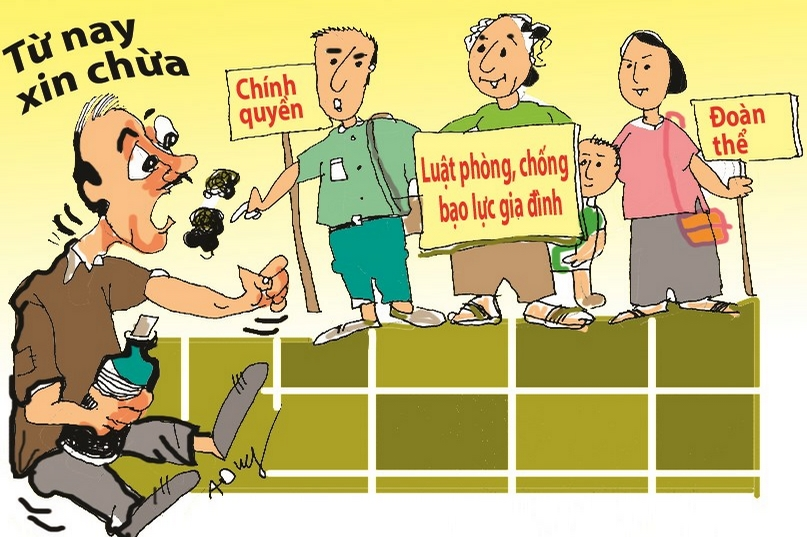 Từ nay
xin chừa
Chính
quyền
Luật phòng, chống
bạo lực gia đình
Đoàn
thể